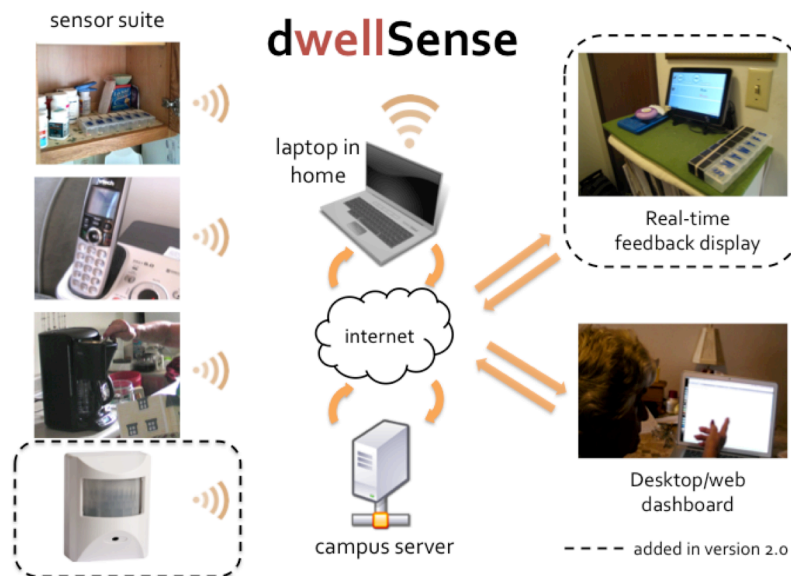 sensor suite
dwellSense
laptop in
home
internet
campus server
Real-time
feedback display
Desktop/web
dashboard
added in version 2.0